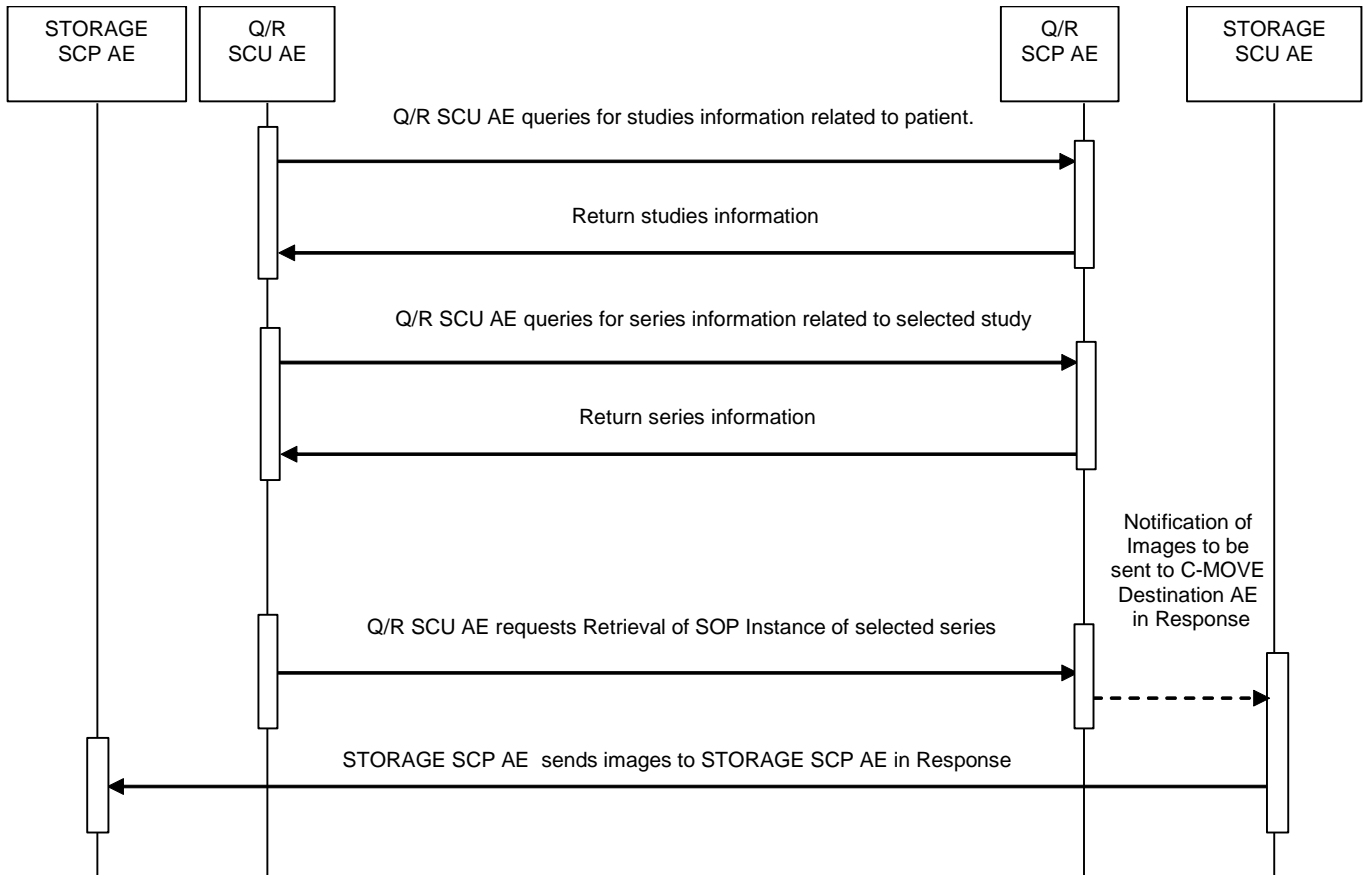 STORAGE
SCP AE
Q/R
SCU AE
Q/R
SCP AE
STORAGE
SCU AE
Q/R SCU AE queries for studies information related to patient.
Return studies information
Q/R SCU AE queries for series information related to selected study
Return series information
Notification of
Images to be
sent to C-MOVE
Destination AE
in Response
Q/R SCU AE requests Retrieval of SOP Instance of selected series
STORAGE SCP AE  sends images to STORAGE SCP AE in Response